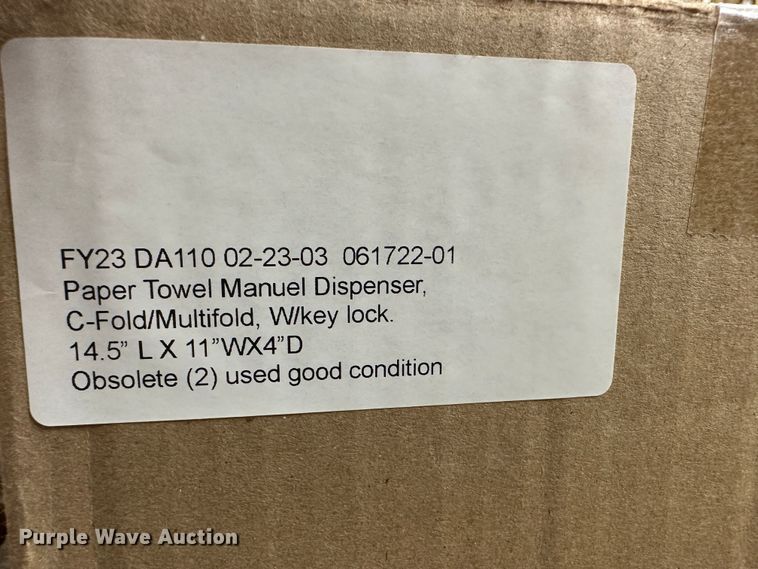 FY23 DA110 02-23-03 061722-01
Paper Towel Manuel Dispenser,
C-Fold/Multifold, W/key lock.
14.5” L X 11”WX4”D
Obsolete (2) used good condition
Purple Wave Auction